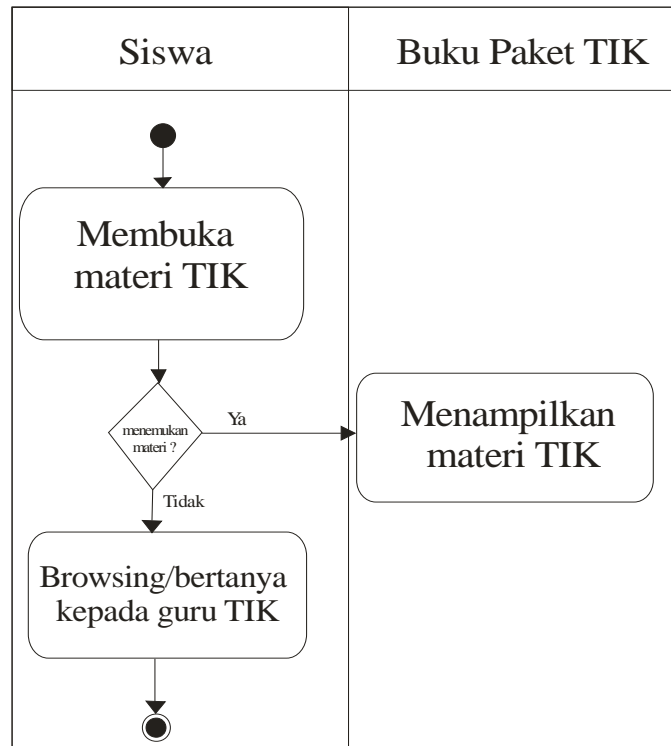 Siswa
Buku Paket TIK
Membuka
materi TIK
menemukan
materi ?
Ya
Menampilkan
materi TIK
Tidak
Browsing/bertanya
kepada guru TIK